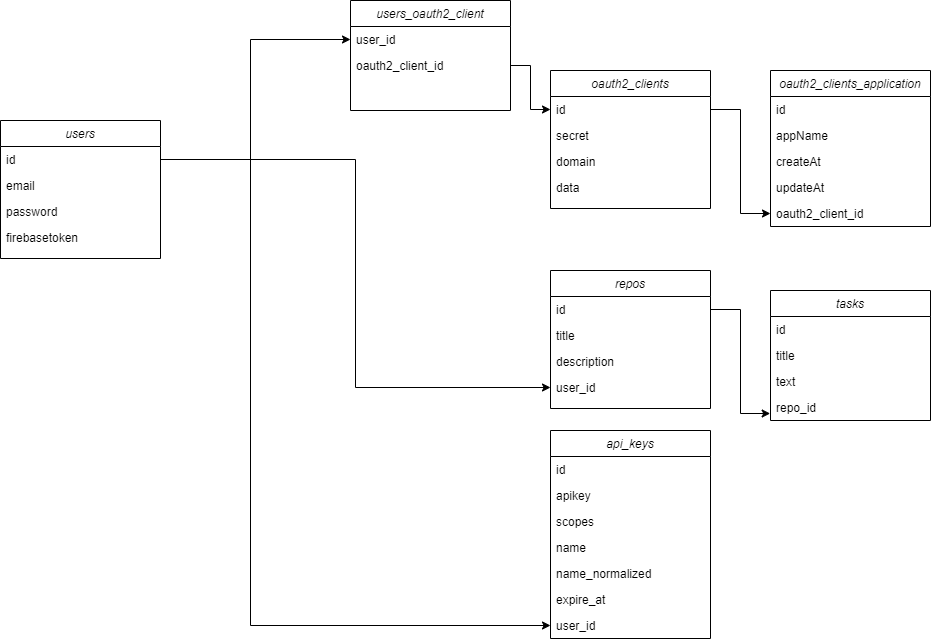 users_oauth2_client
user_id
oauth2_client_id
oauth2_clients
id
secret
domain
data
oauth2_clients_application
id
appName
createAt
updateAt
oauth2_client_id
users
id
email
password
firebasetoken
repos
id
title
description
user_id
tasks
id
title
text
repo_id
api_keys
id
apikey
scopes
name
name_normalized
expire_at
user_id